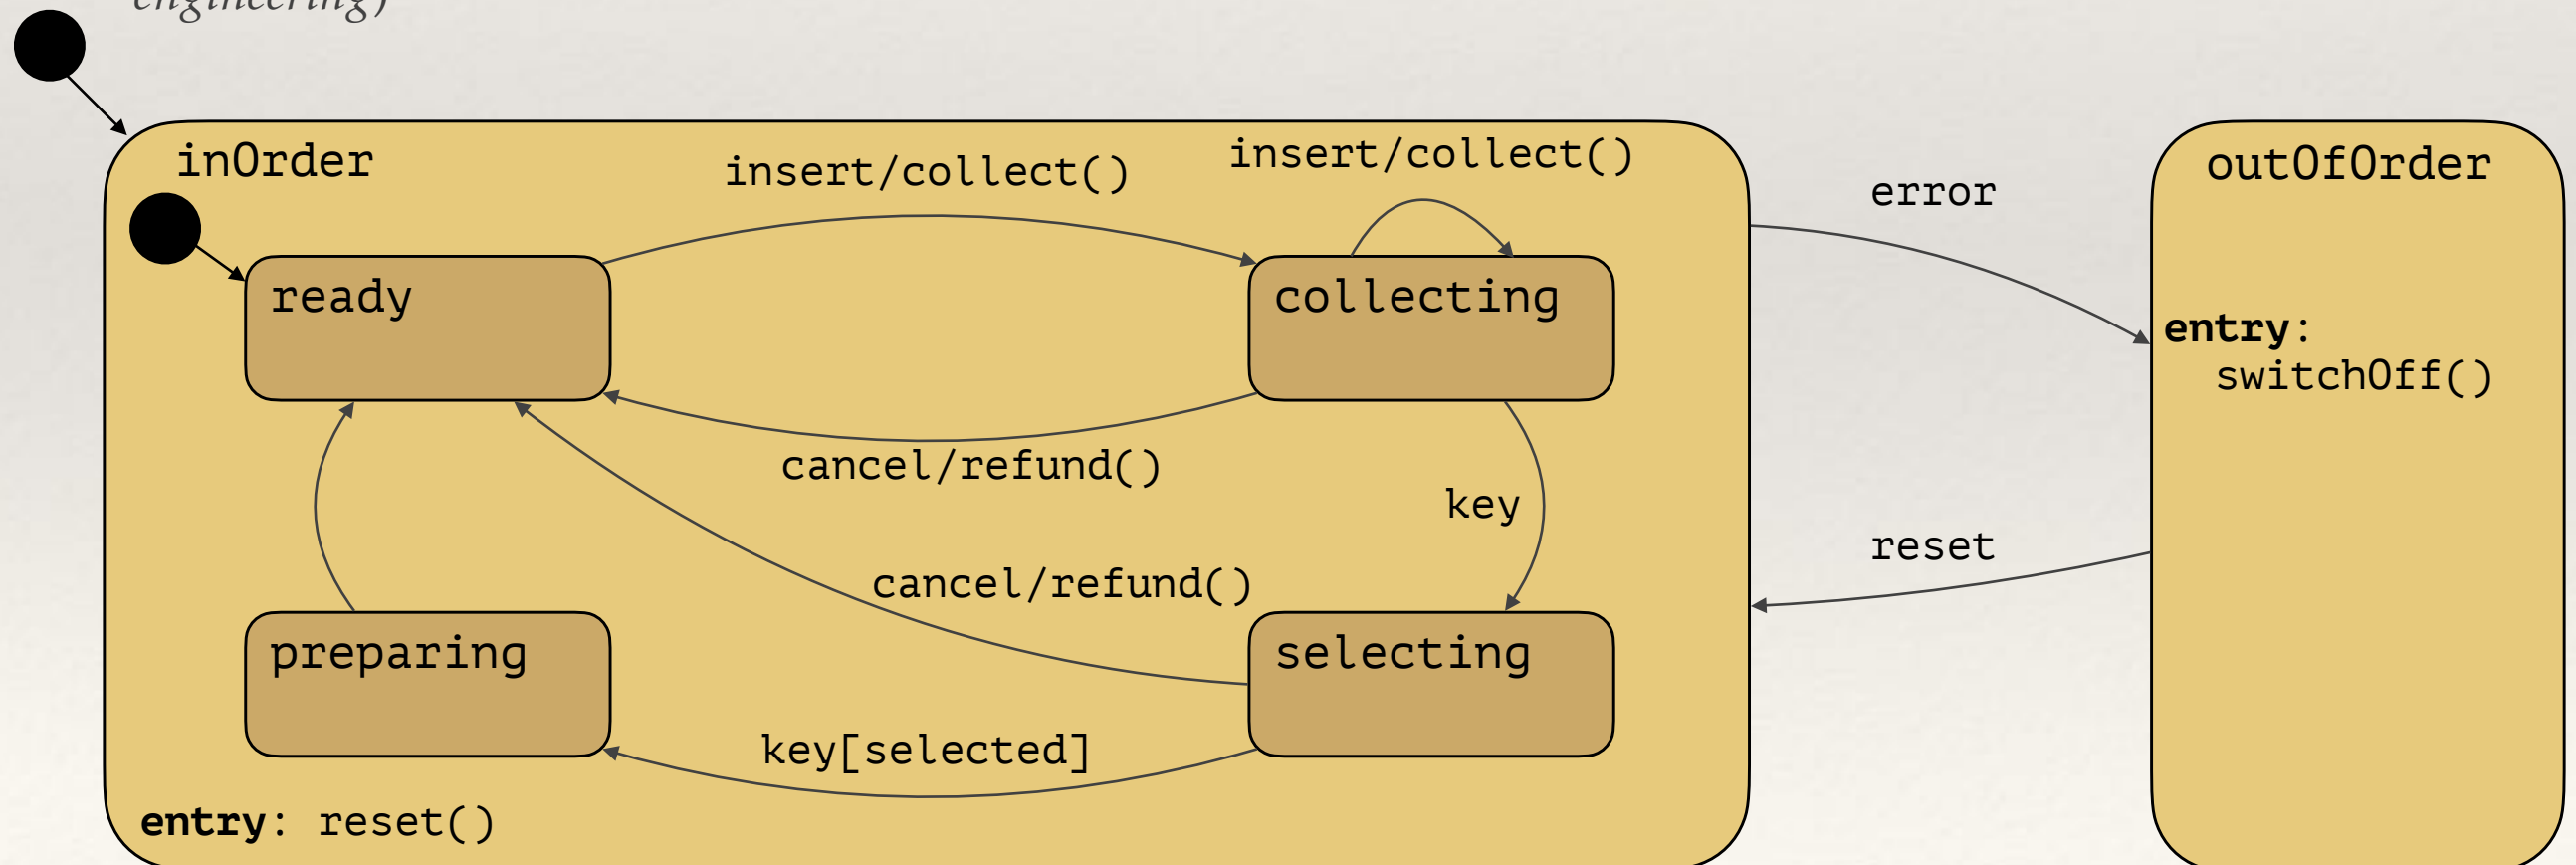 engineering)
inOrder
insert/collect()
insert/collect()
error
outOfOrder
ready
collecting
entry:
switchOff()
cancel/refund()
key
reset
cancel/refund()
preparing
selecting
key[selected]
entry: reset()